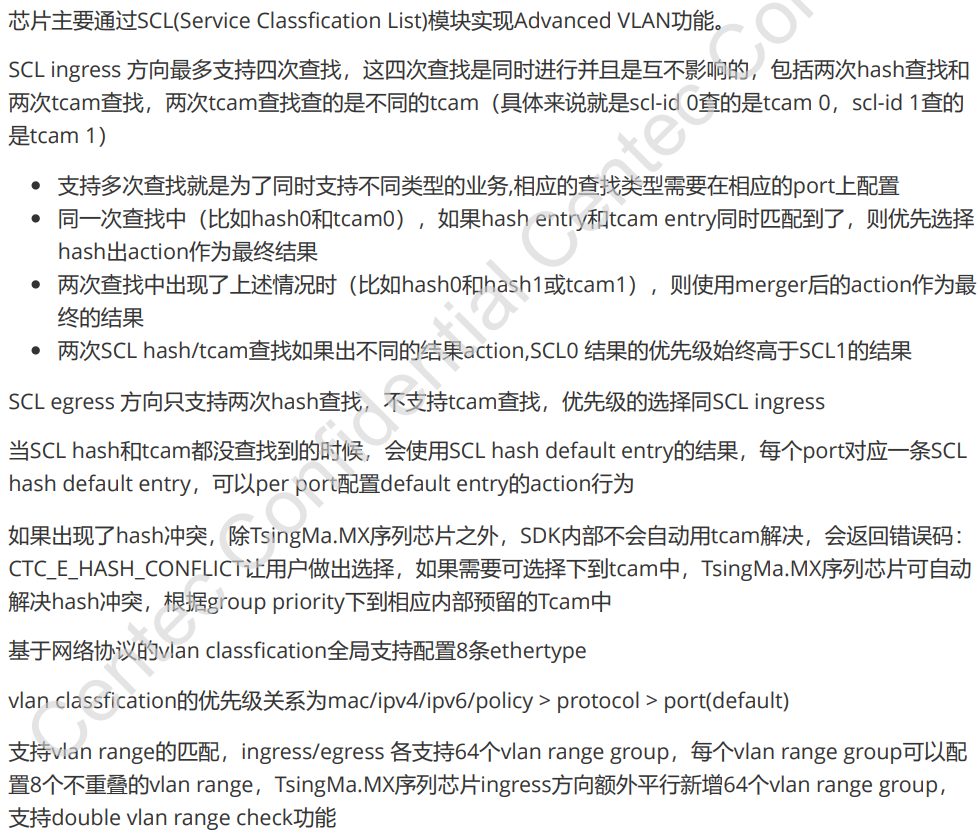 芯片主要通过SCL(Service Classfication List)模块实现Advanced VLAN功能。
SCL ingress 方向最多支持四次查找，这四次查找是同时进行并且是互不影响的，包括两次hash查找和
两次tcam查找，两次tcam查找查的是不同的tcam（具体来说就是scl-id 0查的是tcam 0，scl-id 1查的
是tcam 1）
• 支持多次查找就是为了同时支持不同类型的业务,相应的查找类型需要在相应的port上配置
• 同一次查找中（比如hash0和tcam0），如果hash entry和tcam entry同时匹配到了，则优先选择
hash出action作为最终结果
• 两次查找中出现了上述情况时（比如hash0和hash1或tcam1），则使用merger后的action作为最
终的结果
• 两次SCL hash/tcam查找如果出不同的结果action,SCL0 结果的优先级始终高于SCL1的结果
SCL egress 方向只支持两次hash查找，不支持tcam查找，优先级的选择同SCL ingress
当SCL hash和tcam都没查找到的时候，会使用SCL hash default entry的结果，每个port对应一条SCL
hash default entry，可以per port配置default entry的action行为
如果出现了hash冲突，除TsingMa.MX序列芯片之外，SDK内部不会自动用tcam解决，会返回错误码：
CTC_E_HASH_CONFLICT让用户做出选择，如果需要可选择下到tcam中，TsingMa.MX序列芯片可自动
解决hash冲突，根据group priority下到相应内部预留的Tcam中
基于网络协议的vlan classfication全局支持配置8条ethertype
vlan classfication的优先级关系为mac/ipv4/ipv6/policy > protocol > port(default)
支持vlan range的匹配，ingress/egress 各支持64个vlan range group，每个vlan range group可以配
置8个不重叠的vlan range，TsingMa.MX序列芯片ingress方向额外平行新增64个vlan range group，
支持double vlan range check功能
Centec Confidential Centec Co